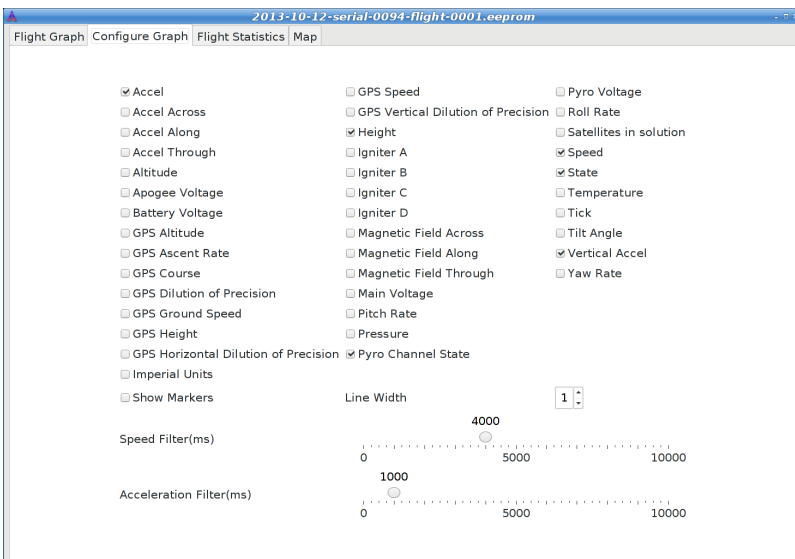 2013-10-12-serial-0094-flight-0001.eeprom
Flight Graph Configure Graph Flight Statistics Map
Accel GPS Speed Pyro Voltage
Accel Across GPS Vertical Dilution of Precision Roll Rate
Accel Along Height Satellites in solution
Accel Through Igniter A Speed
Altitude Igniter B State
Apogee Voltage Igniter C Temperature
Battery Voltage Igniter D Tick
GPS Altitude Magnetic Field Across Tilt Angle
GPS Ascent Rate Magnetic Field Along Vertical Accel
GPS Course Magnetic Field Through Yaw Rate
GPS Dilution of Precision Main Voltage
GPS Ground Speed Pitch Rate
GPS Height Pressure
GPS Horizontal Dilution of Precision Pyro Channel State
Imperial Units
Show Markers Line Width 1
4000
Speed Filter(ms)
0 5000 10000
1000
Acceleration Filter(ms)
0 5000 10000